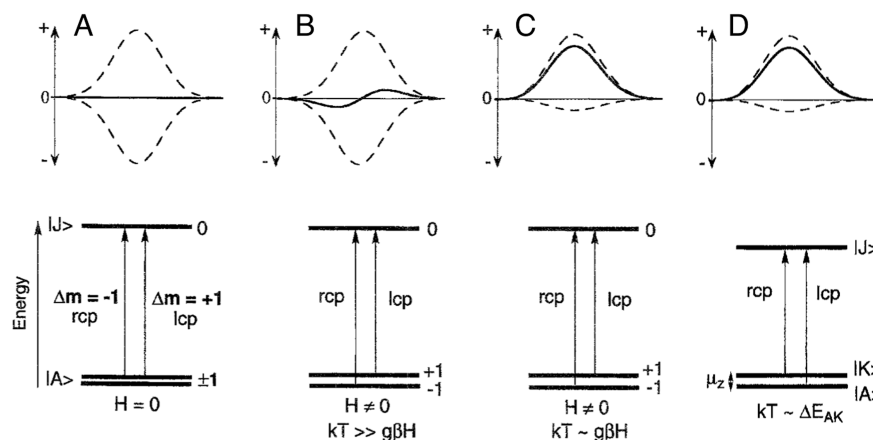 A B C D
+ + + +
0 0 0 0
- - - -
|J> 0 0 0
|J>
Energy
Δm = -1 Δm = +1
rcp lcp rcp lcp rcp lcp rcp lcp
|A> ±1 +1 +1 |K>
-1 -1 |A>
μz
H = 0 H ≠ 0 H ≠ 0 kT ~ ΔEAK
kT >> gβH kT ~ gβH